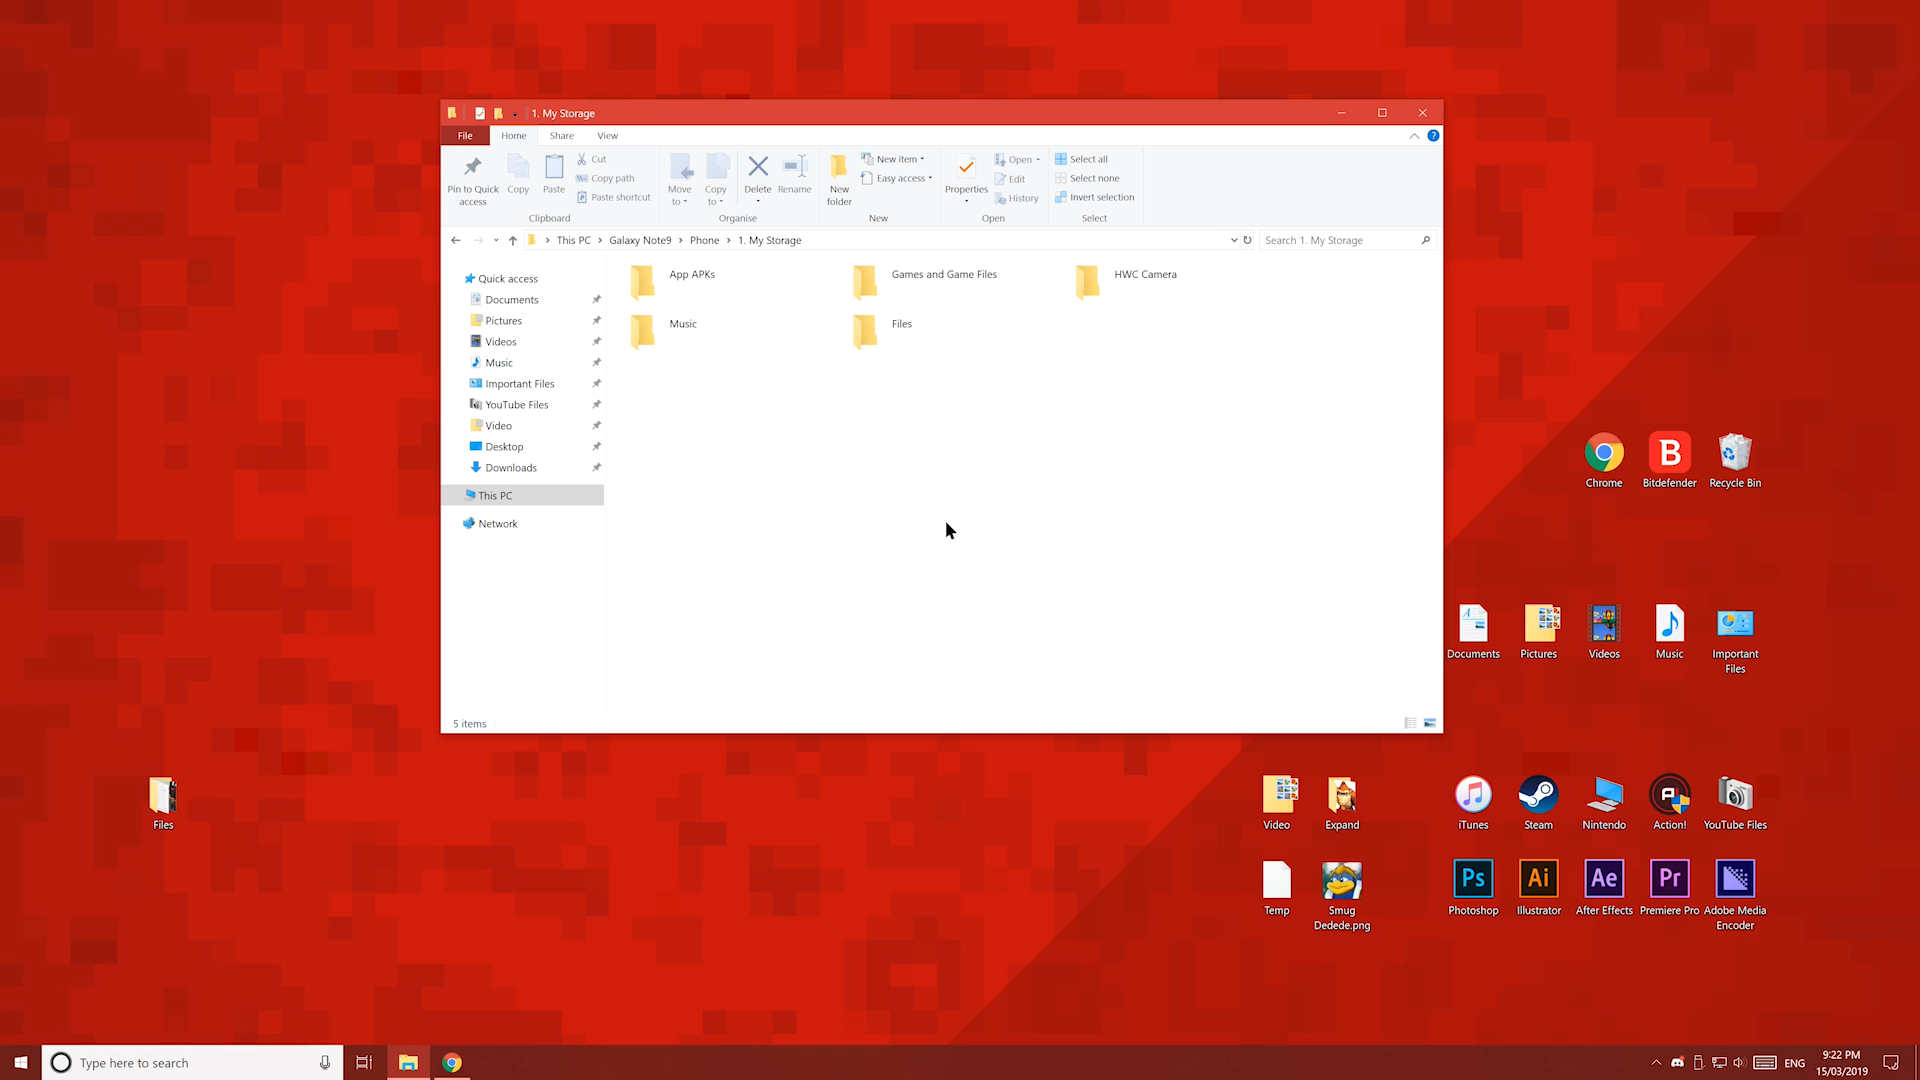 1. My Storage
File
Home
Share
View
?
Pin to Quick
access
Copy
Paste
Cut
Copy path
Paste shortcut
Clipboard
Move
to
Copy
to
Delete
Rename
Organise
New
folder
New item
Easy access
New
Properties
Open
Edit
History
Open
Select all
Select none
Invert selection
Select
This PC
Galaxy Note9
Phone
1. My Storage
Search 1. My Storage
Quick access
Documents
Pictures
Videos
Music
Important Files
YouTube Files
Video
Desktop
Downloads
This PC
Network
App APKs
Games and Game Files
HWC Camera
Music
Files
5 items
Chrome
B
Bitdefender
Recycle Bin
Documents
Pictures
Videos
Music
Important
Files
Files
Video
Expand
iTunes
Steam
Nintendo
Action!
YouTube Files
Temp
Smug
Dedede.png
Ps
Photoshop
Ai
Illustrator
Ae
After Effects
Pr
Premiere Pro
Adobe Media
Encoder
Type here to search
ENG
9:22 PM
15/03/2019